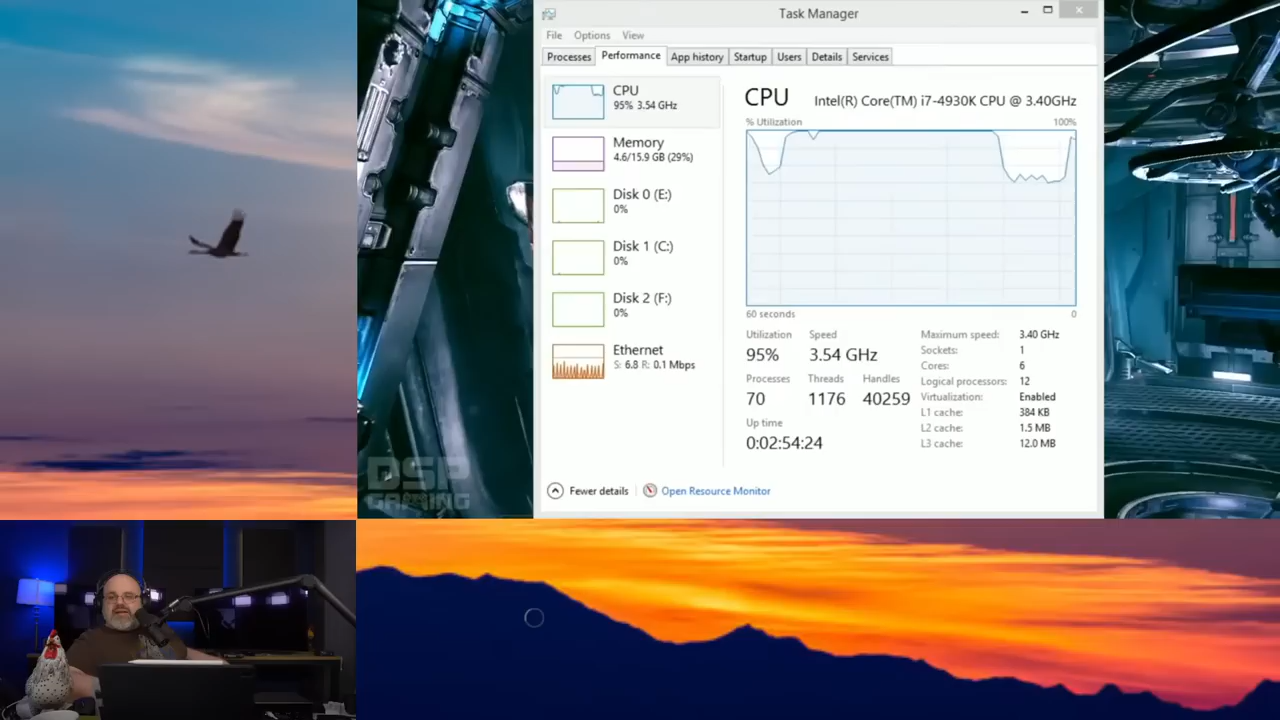 Task Manager
File Options View
Processes Performance App history Startup Users Details Services
CPU
95% 3.54 GHz
Memory
4.6/15.9 GB (29%)
Disk 0 (E:)
0%
Disk 1 (C:)
0%
Disk 2 (F:)
0%
Ethernet
S: 6.8 R: 0.1 Mbps
CPU Intel(R) Core(TM) i7-4930K CPU @ 3.40GHz
% Utilization 100%
60 seconds 0
Utilization Speed
95% 3.54 GHz
Processes Threads Handles
70 1176 40259
Up time
0:02:54:24
Maximum speed: 3.40 GHz
Sockets: 1
Cores: 6
Logical processors: 12
Virtualization: Enabled
L1 cache: 384 KB
L2 cache: 1.5 MB
L3 cache: 12.0 MB
Fewer details Open Resource Monitor
DSP
GAMING